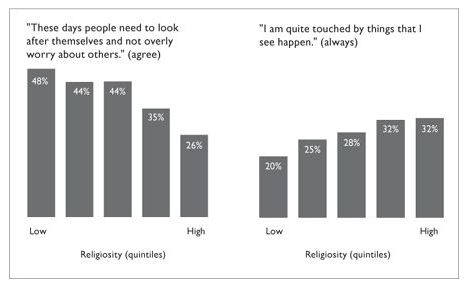 "These days people need to look
after themselves and not overly
worry about others." (agree)
48%
44%
44%
35%
26%
Low
High
Religiosity (quintiles)
"I am quite touched by things that I
see happen." (always)
20%
25%
28%
32%
32%
Low
High
Religiosity (quintiles)